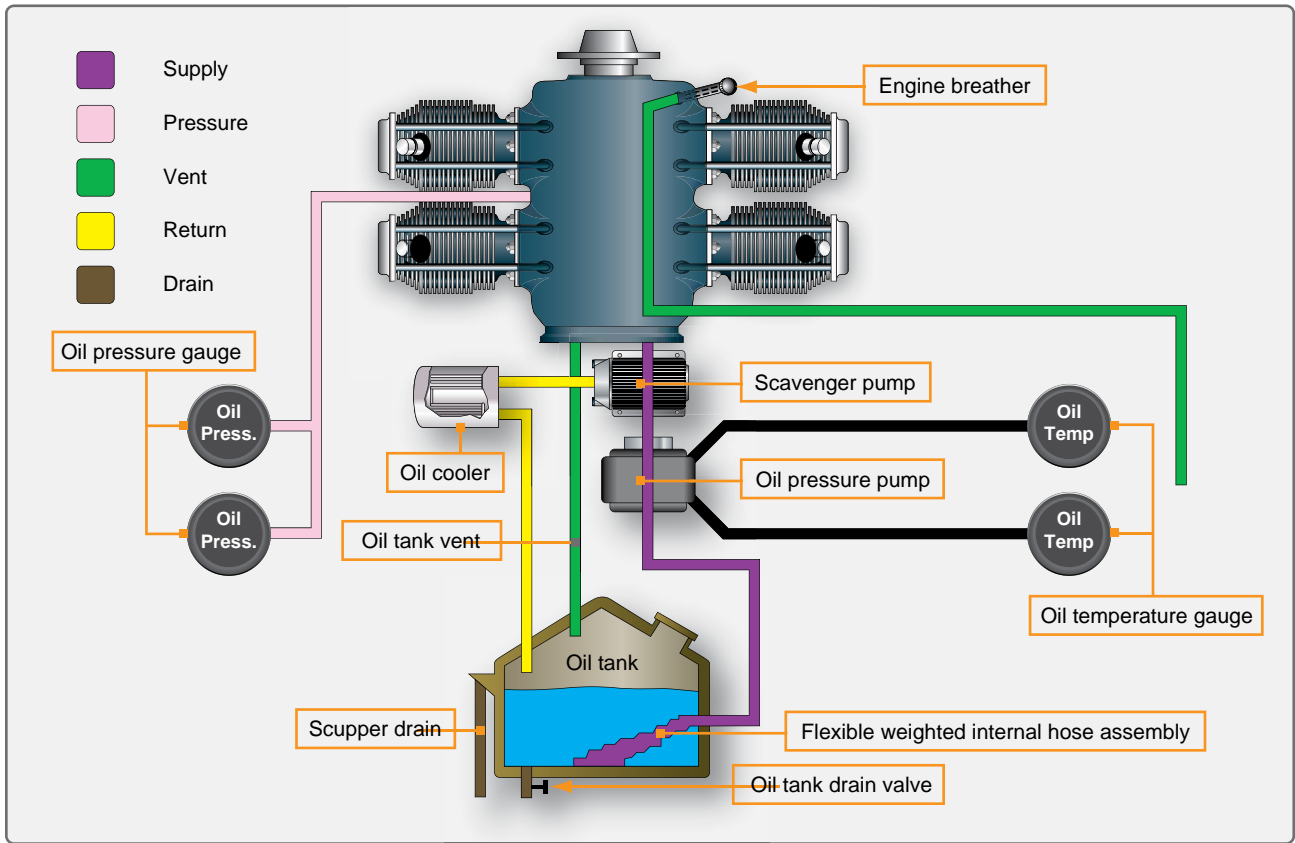 Supply
Pressure
Vent
Return
Drain
Engine breather
Oil pressure gauge
Oil
Press.
Oil
Press.
Oil cooler
Scavenger pump
Oil pressure pump
Oil
Temp
Oil
Temp
Oil tank vent
Oil temperature gauge
Oil tank
Scupper drain
Flexible weighted internal hose assembly
Oil tank drain valve